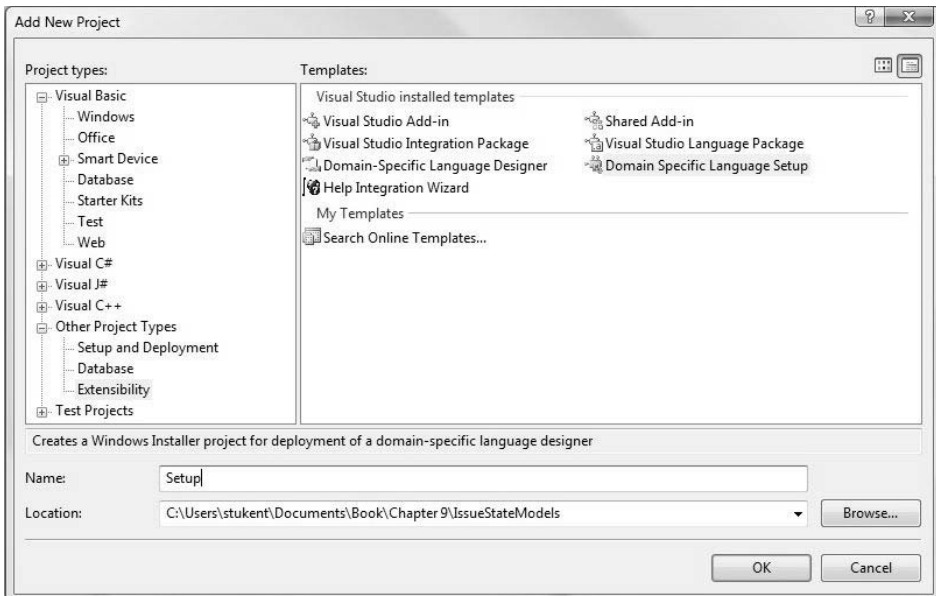 Add New Project
Project types:
Visual Basic
Windows
Office
Smart Device
Database
Starter Kits
Test
Web
Visual C#
Visual J#
Visual C++
Other Project Types
Setup and Deployment
Database
Extensibility
Test Projects
Templates:
Visual Studio installed templates
Visual Studio Add-in
Shared Add-in
Visual Studio Integration Package
Visual Studio Language Package
Domain-Specific Language Designer
Domain Specific Language Setup
Help Integration Wizard
My Templates
Search Online Templates...
Creates a Windows Installer project for deployment of a domain-specific language designer
Name:
Setup
Location:
C:\Users\stukent\Documents\Book\Chapter 9\IssueStateModels
Browse...
OK
Cancel